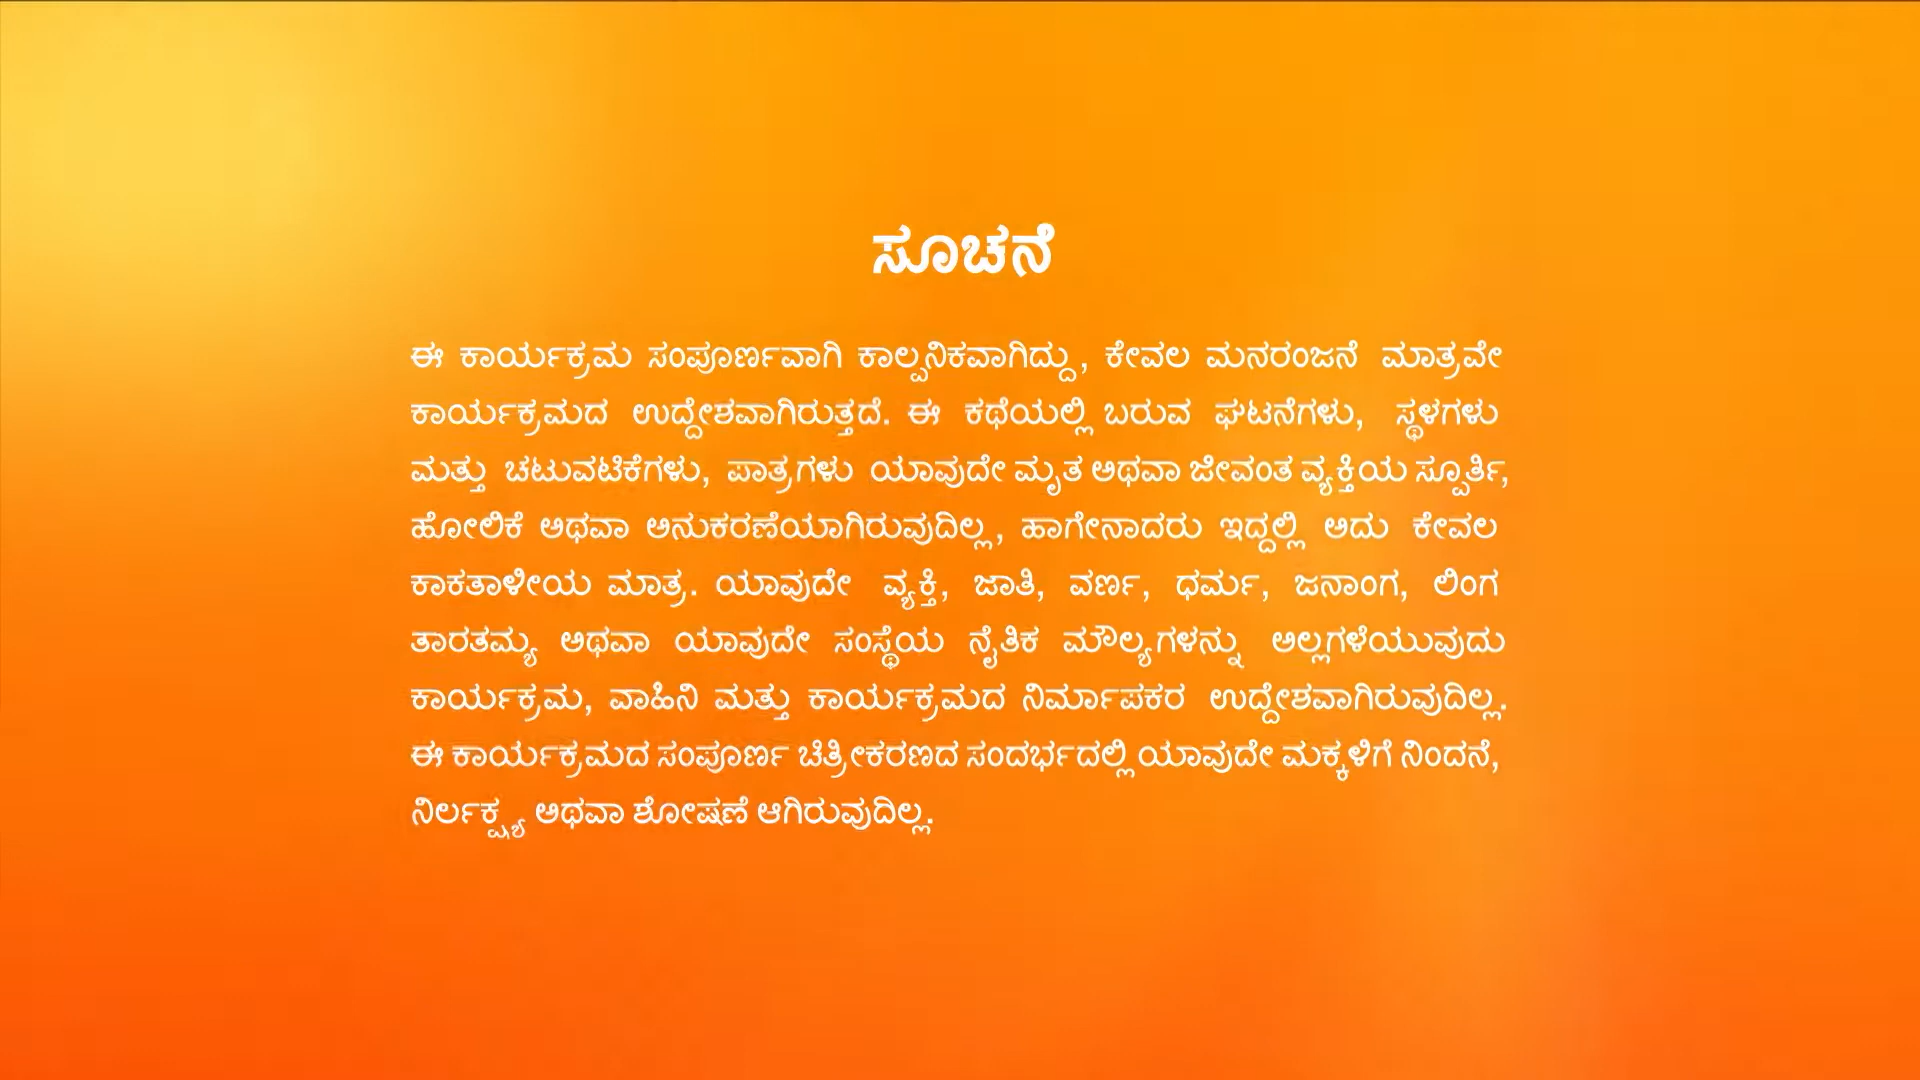 ಸೂಚನೆ
ಈ ಕಾರ್ಯಕ್ರಮ ಸಂಪೂರ್ಣವಾಗಿ ಕಾಲ್ಪನಿಕವಾಗಿದ್ದು, ಕೇವಲ ಮನರಂಜನೆ ಮಾತ್ರವೇ
ಕಾರ್ಯಕ್ರಮದ ಉದ್ದೇಶವಾಗಿರುತ್ತದೆ. ಈ ಕಥೆಯಲ್ಲಿ ಬರುವ ಘಟನೆಗಳು, ಸ್ಥಳಗಳು
ಮತ್ತು ಚಟುವಟಿಕೆಗಳು, ಪಾತ್ರಗಳು ಯಾವುದೇ ಮೃತ ಅಥವಾ ಜೀವಂತ ವ್ಯಕ್ತಿಯ ಸ್ಪೂರ್ತಿ,
ಹೋಲಿಕೆ ಅಥವಾ ಅನುಕರಣೆಯಾಗಿರುವುದಿಲ್ಲ, ಹಾಗೇನಾದರು ಇದ್ದಲ್ಲಿ ಅದು ಕೇವಲ
ಕಾಕತಾಳೀಯ ಮಾತ್ರ. ಯಾವುದೇ ವ್ಯಕ್ತಿ, ಜಾತಿ, ವರ್ಣ, ಧರ್ಮ, ಜನಾಂಗ, ಲಿಂಗ
ತಾರತಮ್ಯ ಅಥವಾ ಯಾವುದೇ ಸಂಸ್ಥೆಯ ನೈತಿಕ ಮೌಲ್ಯಗಳನ್ನು ಅಲ್ಲಗಳೆಯುವುದು
ಕಾರ್ಯಕ್ರಮ, ವಾಹಿನಿ ಮತ್ತು ಕಾರ್ಯಕ್ರಮದ ನಿರ್ಮಾಪಕರ ಉದ್ದೇಶವಾಗಿರುವುದಿಲ್ಲ.
ಈ ಕಾರ್ಯಕ್ರಮದ ಸಂಪೂರ್ಣ ಚಿತ್ರೀಕರಣದ ಸಂದರ್ಭದಲ್ಲಿ ಯಾವುದೇ ಮಕ್ಕಳಿಗೆ ನಿಂದನೆ,
ನಿರ್ಲಕ್ಷ್ಯ ಅಥವಾ ಶೋಷಣೆ ಆಗಿರುವುದಿಲ್ಲ.